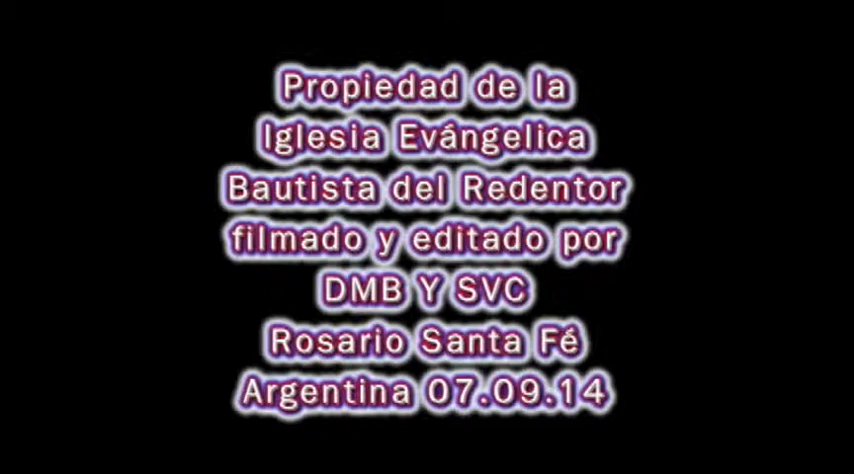 Propiedad de la
Iglesia Evángelica
Bautista del Redentor
filmado y editado por
DMB Y SVC
Rosario Santa Fé
Argentina 07.09.14